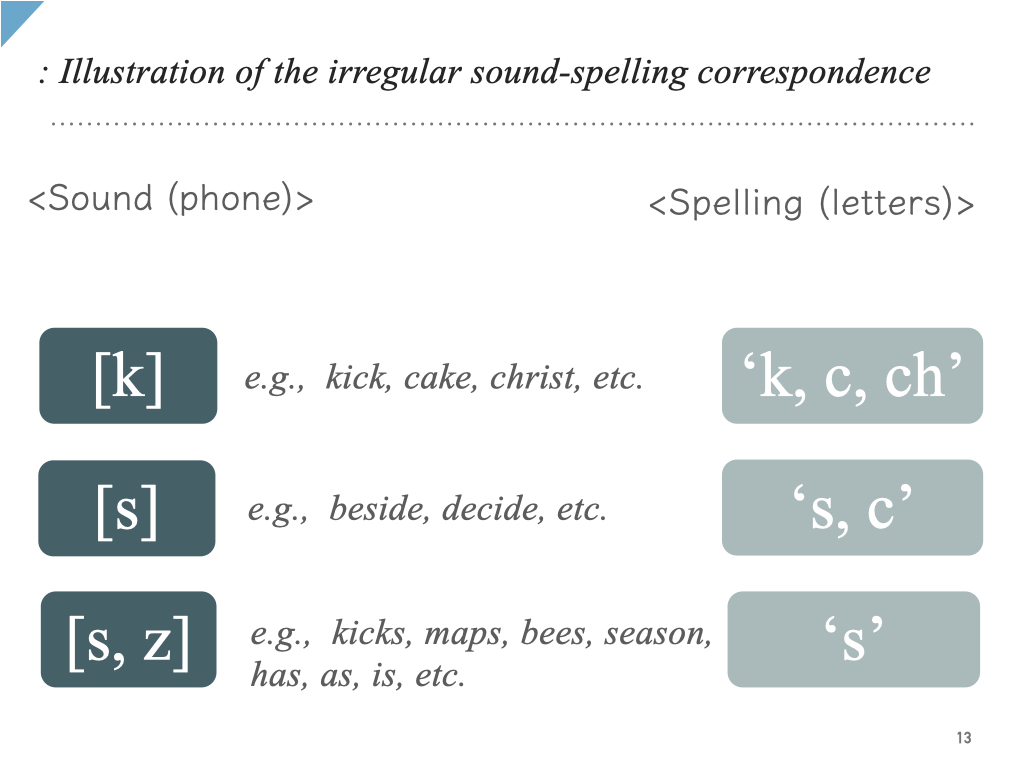 : Illustration of the irregular sound-spelling correspondence
<Sound (phone)>
<Spelling (letters)>
[k]
e.g.,  kick, cake, christ, etc.
‘k, c, ch’
[s]
e.g.,  beside, decide, etc.
‘s, c’
[s, z]
e.g.,  kicks, maps, bees, season,
has, as, is, etc.
‘s’
13